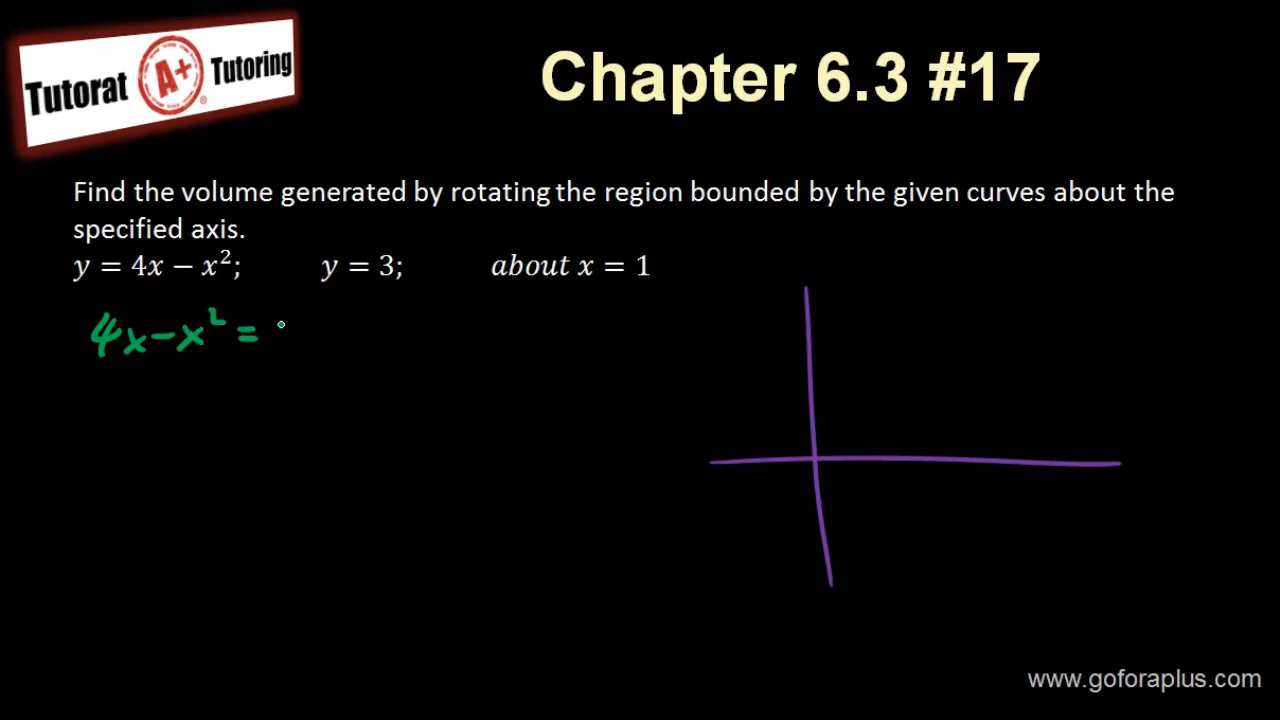 Tutorat A+ Tutoring
Chapter 6.3 #17
Find the volume generated by rotating the region bounded by the given curves about the
specified axis.
y = 4x − x²; y = 3; about x = 1
4x − x² =
www.goforaplus.com